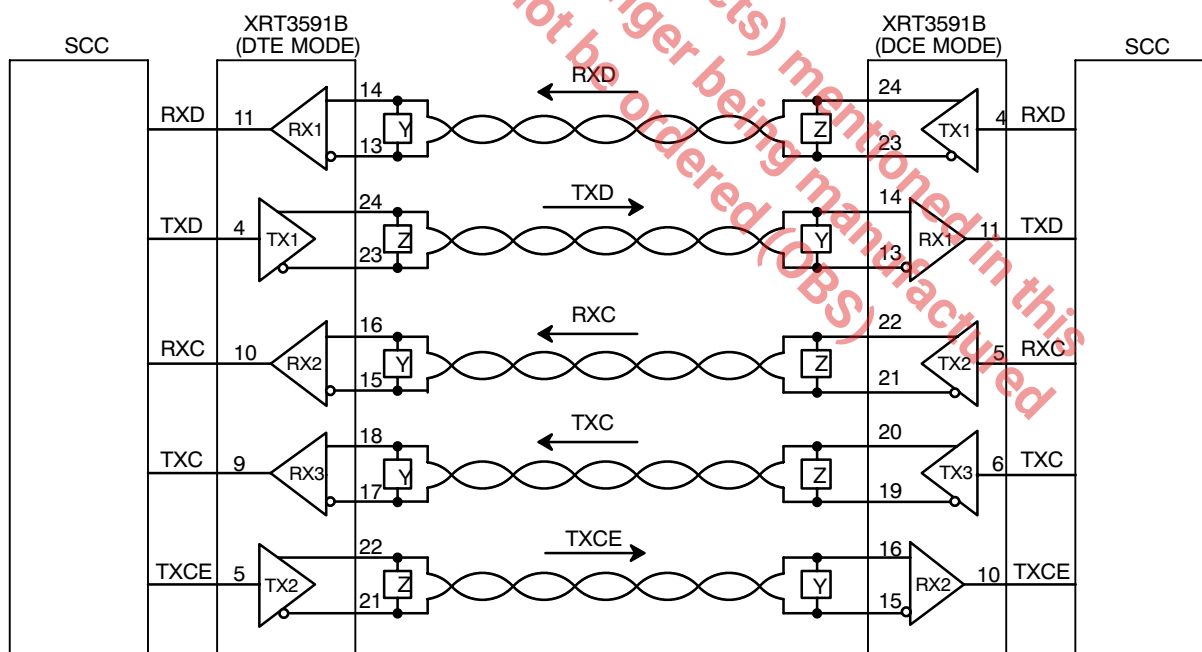 XRT3591B
(DTE MODE)
XRT3591B
(DCE MODE)
SCC
SCC
RXD 11 RX1 14 13 Y RXD Z 24 23 TX1 4 RXD
TXD 4 TX1 24 23 Z TXD Y 14 13 RX1 11 TXD
RXC 10 RX2 16 15 Y RXC Z 22 21 TX2 5 RXC
TXC 9 RX3 18 17 Y TXC Z 20 19 TX3 6 TXC
TXCE 5 TX2 22 21 Z TXCE Y 16 15 RX2 10 TXCE
cts) mentioned in this
nger being manufactured
not be ordered (OBS)